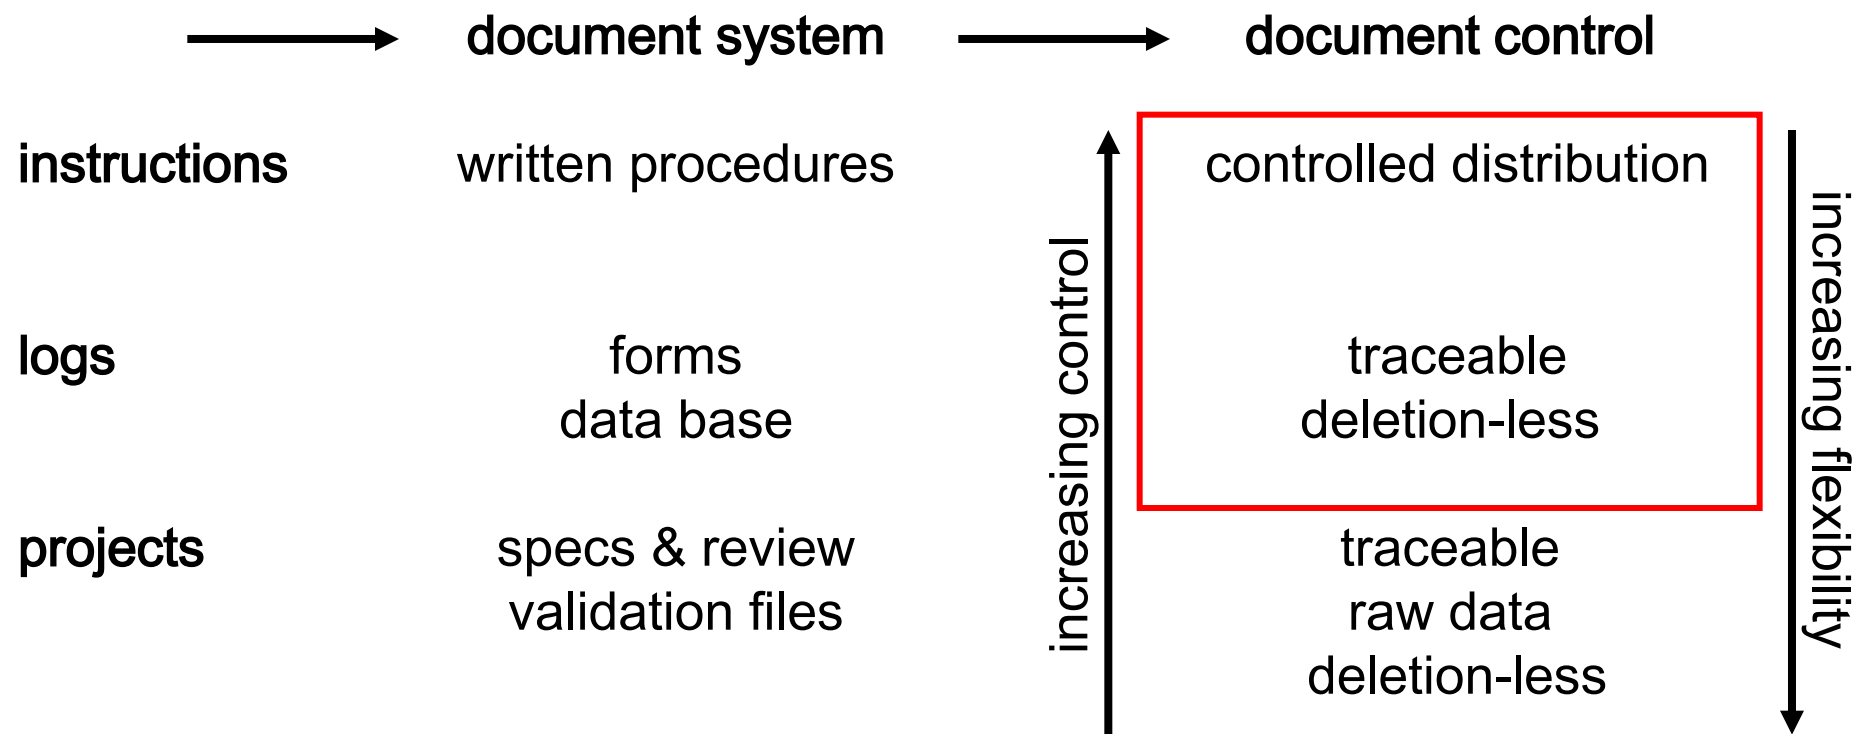 document system
document control
instructions
written procedures
controlled distribution
logs
forms
data base
traceable
deletion-less
projects
specs & review
validation files
traceable
raw data
deletion-less
increasing control
increasing flexibility